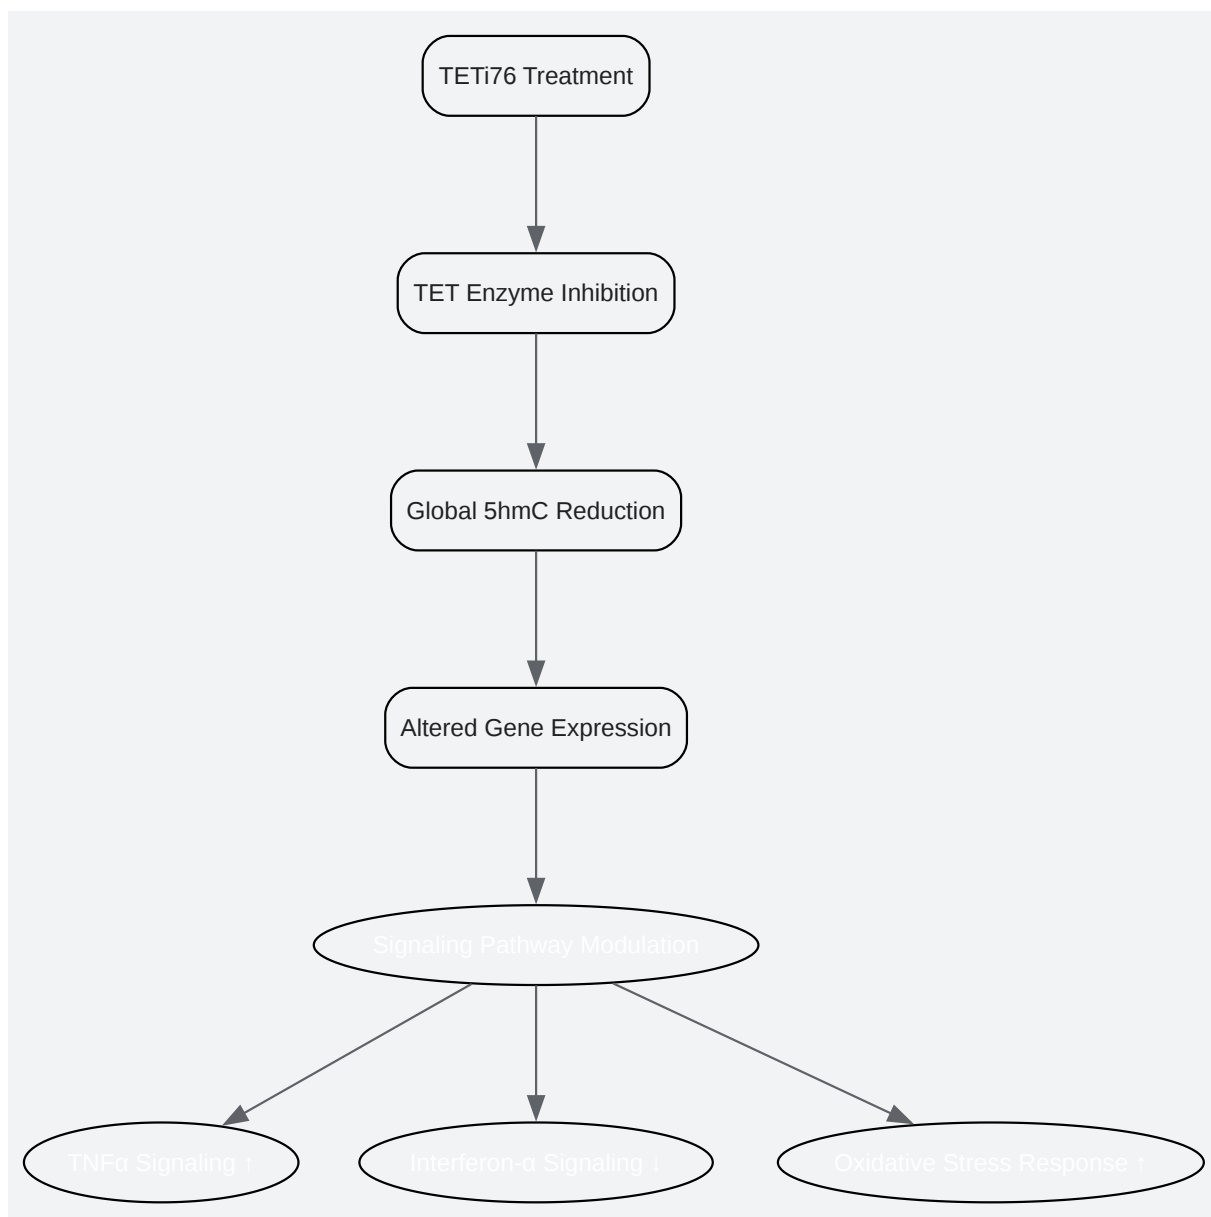 TETi76 Treatment
TET Enzyme Inhibition
Global 5hmC Reduction
Altered Gene Expression
Signaling Pathway Modulation
TNFα Signaling ↑
Interferon-α Signaling ↓
Oxidative Stress Response ↑